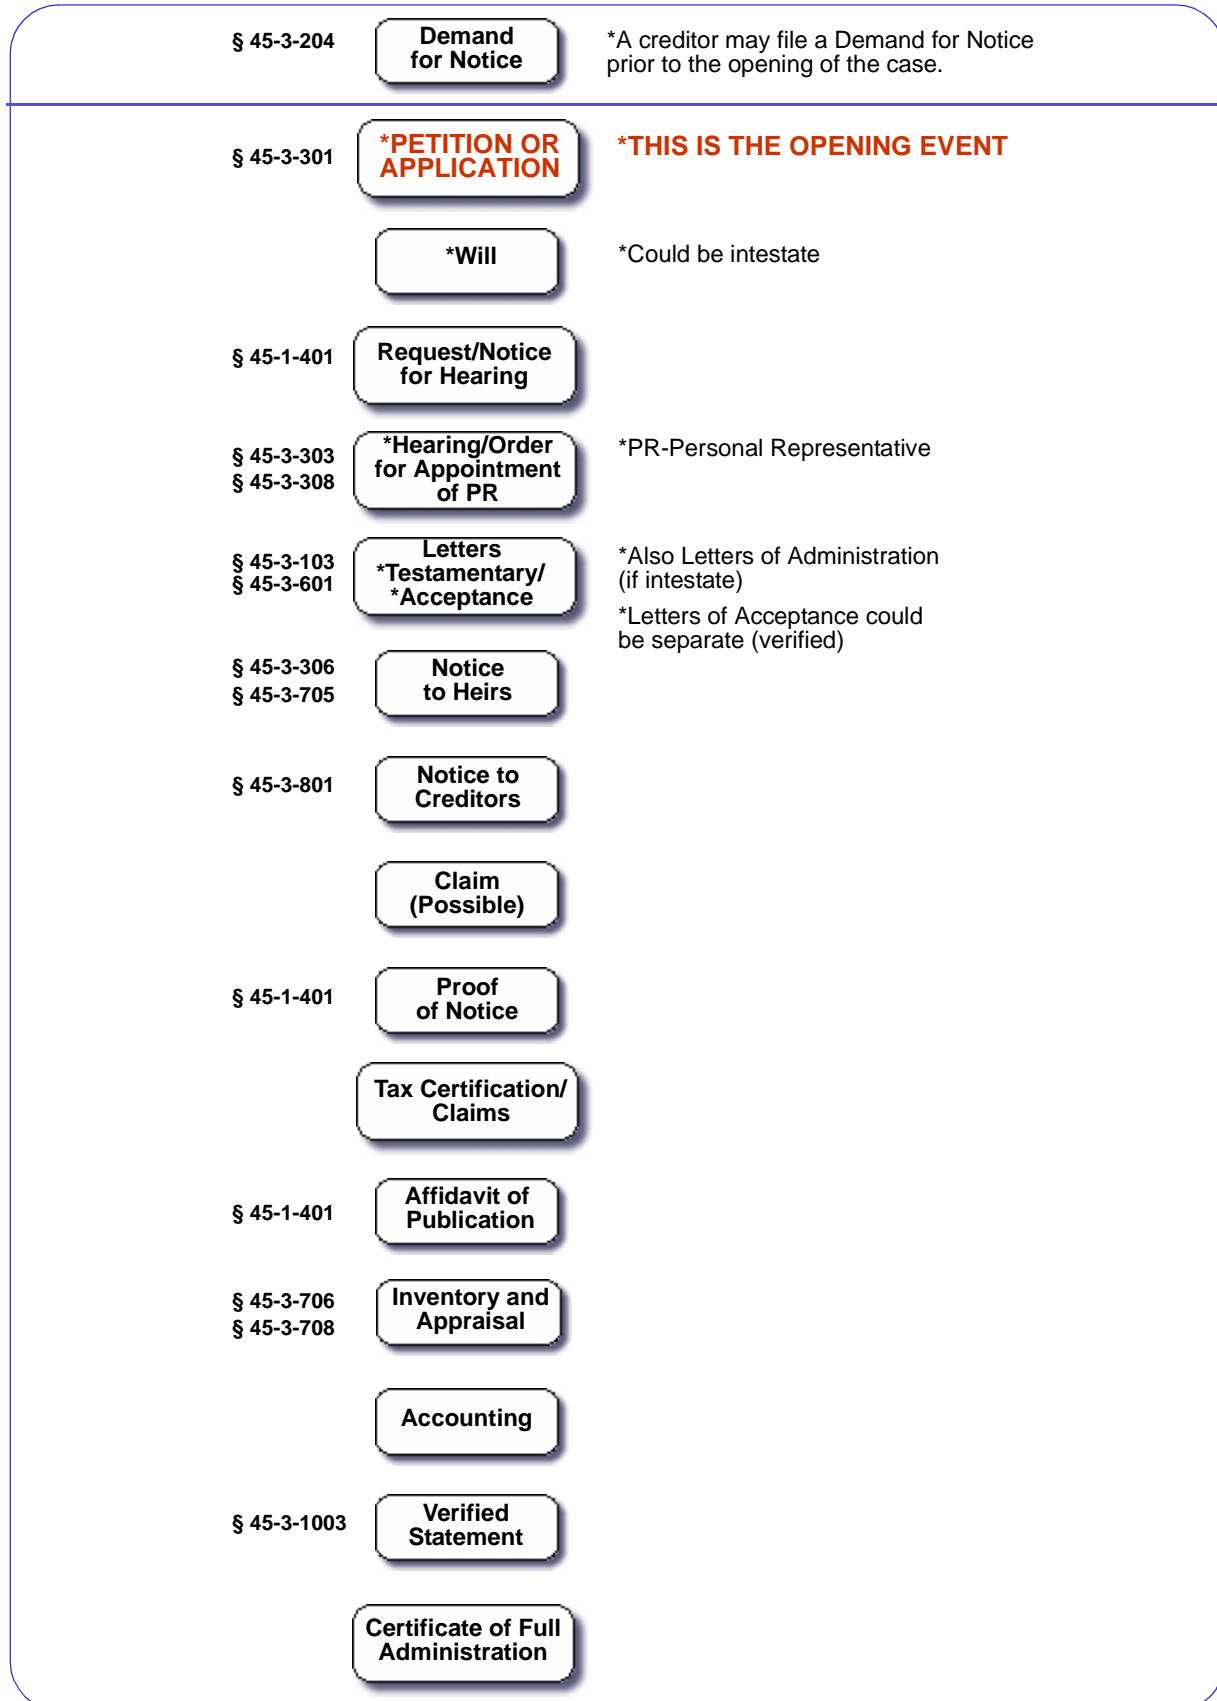 § 45-3-204
Demand
for Notice
*A creditor may file a Demand for Notice
prior to the opening of the case.
§ 45-3-301
*PETITION OR
APPLICATION
*THIS IS THE OPENING EVENT
*Will
*Could be intestate
§ 45-1-401
Request/Notice
for Hearing
§ 45-3-303
§ 45-3-308
*Hearing/Order
for Appointment
of PR
*PR-Personal Representative
§ 45-3-103
§ 45-3-601
Letters
*Testamentary/
*Acceptance
*Also Letters of Administration
(if intestate)
*Letters of Acceptance could
be separate (verified)
§ 45-3-306
§ 45-3-705
Notice
to Heirs
§ 45-3-801
Notice to
Creditors
Claim
(Possible)
§ 45-1-401
Proof
of Notice
Tax Certification/
Claims
§ 45-1-401
Affidavit of
Publication
§ 45-3-706
§ 45-3-708
Inventory and
Appraisal
Accounting
§ 45-3-1003
Verified
Statement
Certificate of Full
Administration